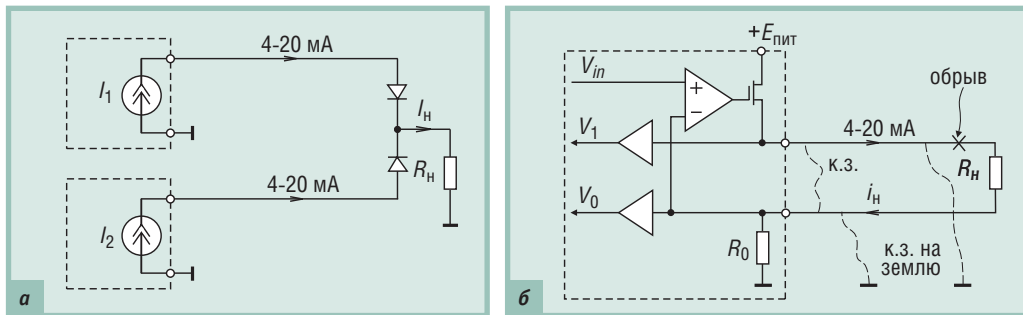 4-20 мА
I₁
Iн
Rн
4-20 мА
I₂
а
+Eпит
Vin
+
−
обрыв
V₁
4-20 мА
к.з.
Rн
V₀
iн
R₀
к.з. на
землю
б